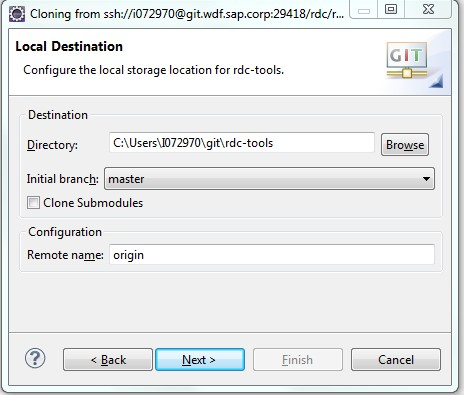 Cloning from ssh://i072970@git.wdf.sap.corp:29418/rdc/r...
Local Destination
Configure the local storage location for rdc-tools.
GIT
Destination
Directory: C:\Users\I072970\git\rdc-tools Browse
Initial branch: master
Clone Submodules
Configuration
Remote name: origin
? < Back Next > Finish Cancel